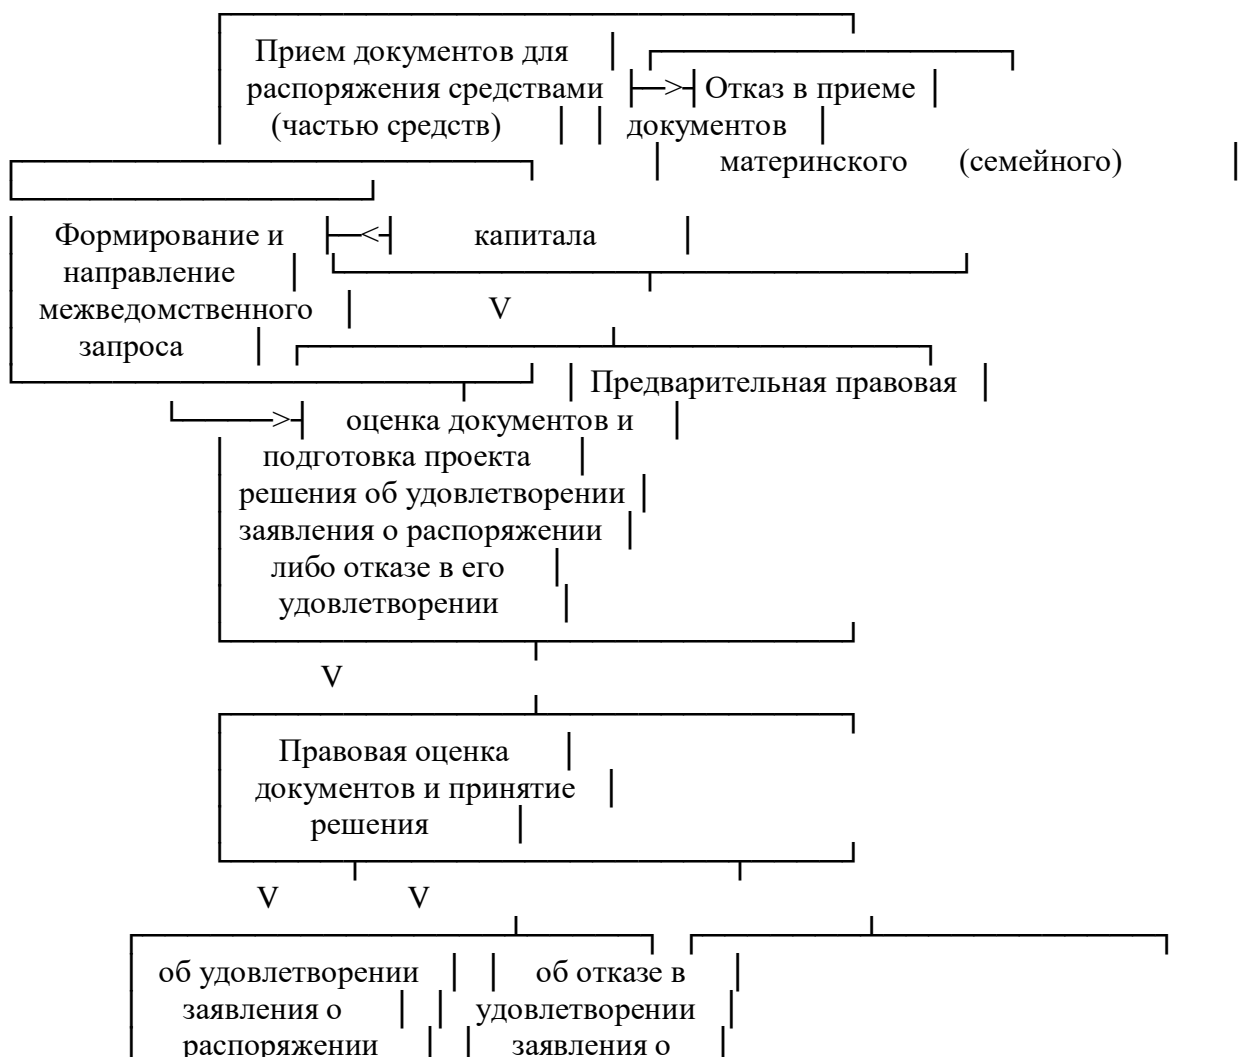 Прием документов для
распоряжения средствами ├──>┤ Отказ в приеме
(частью средств) документов
материнского (семейного)
Формирование и ├──<┤ капитала
направление
межведомственного V
запроса
Предварительная правовая
└─────>┤ оценка документов и
подготовка проекта
решения об удовлетворении
заявления о распоряжении
либо отказе в его
удовлетворении
V
Правовая оценка
документов и принятие
решения
V V
об удовлетворении об отказе в
заявления о удовлетворении
распоряжении заявления о